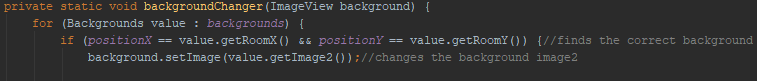 private static void backgroundChanger(ImageView background) {
for (Backgrounds value : backgrounds) {
if (positionX == value.getRoomX() && positionY == value.getRoomY()) {//finds the correct background
background.setImage(value.getImage2());//changes the background image2